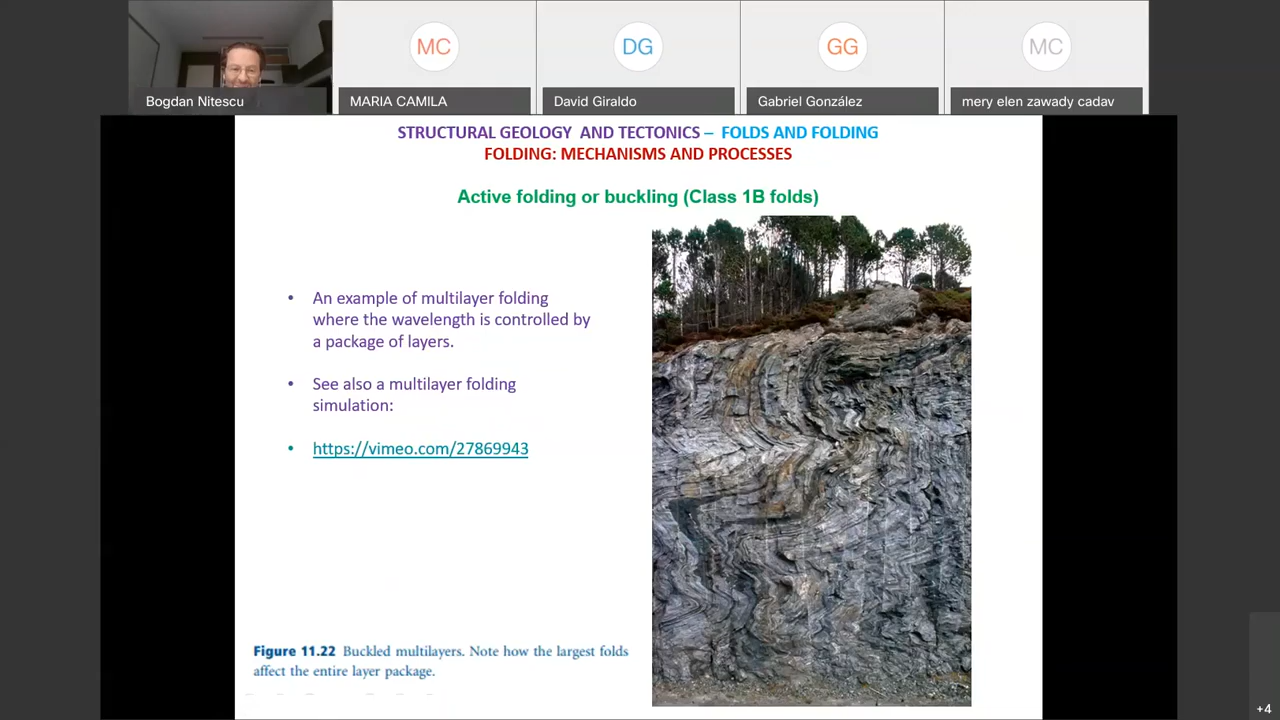 MC
DG
GG
MC
Bogdan Nitescu
MARIA CAMILA
David Giraldo
Gabriel González
mery elen zawady cadav
STRUCTURAL GEOLOGY AND TECTONICS – FOLDS AND FOLDING
FOLDING: MECHANISMS AND PROCESSES
Active folding or buckling (Class 1B folds)
• An example of multilayer folding
where the wavelength is controlled by
a package of layers.
• See also a multilayer folding
simulation:
• https://vimeo.com/27869943
Figure 11.22 Buckled multilayers. Note how the largest folds
affect the entire layer package.
+4